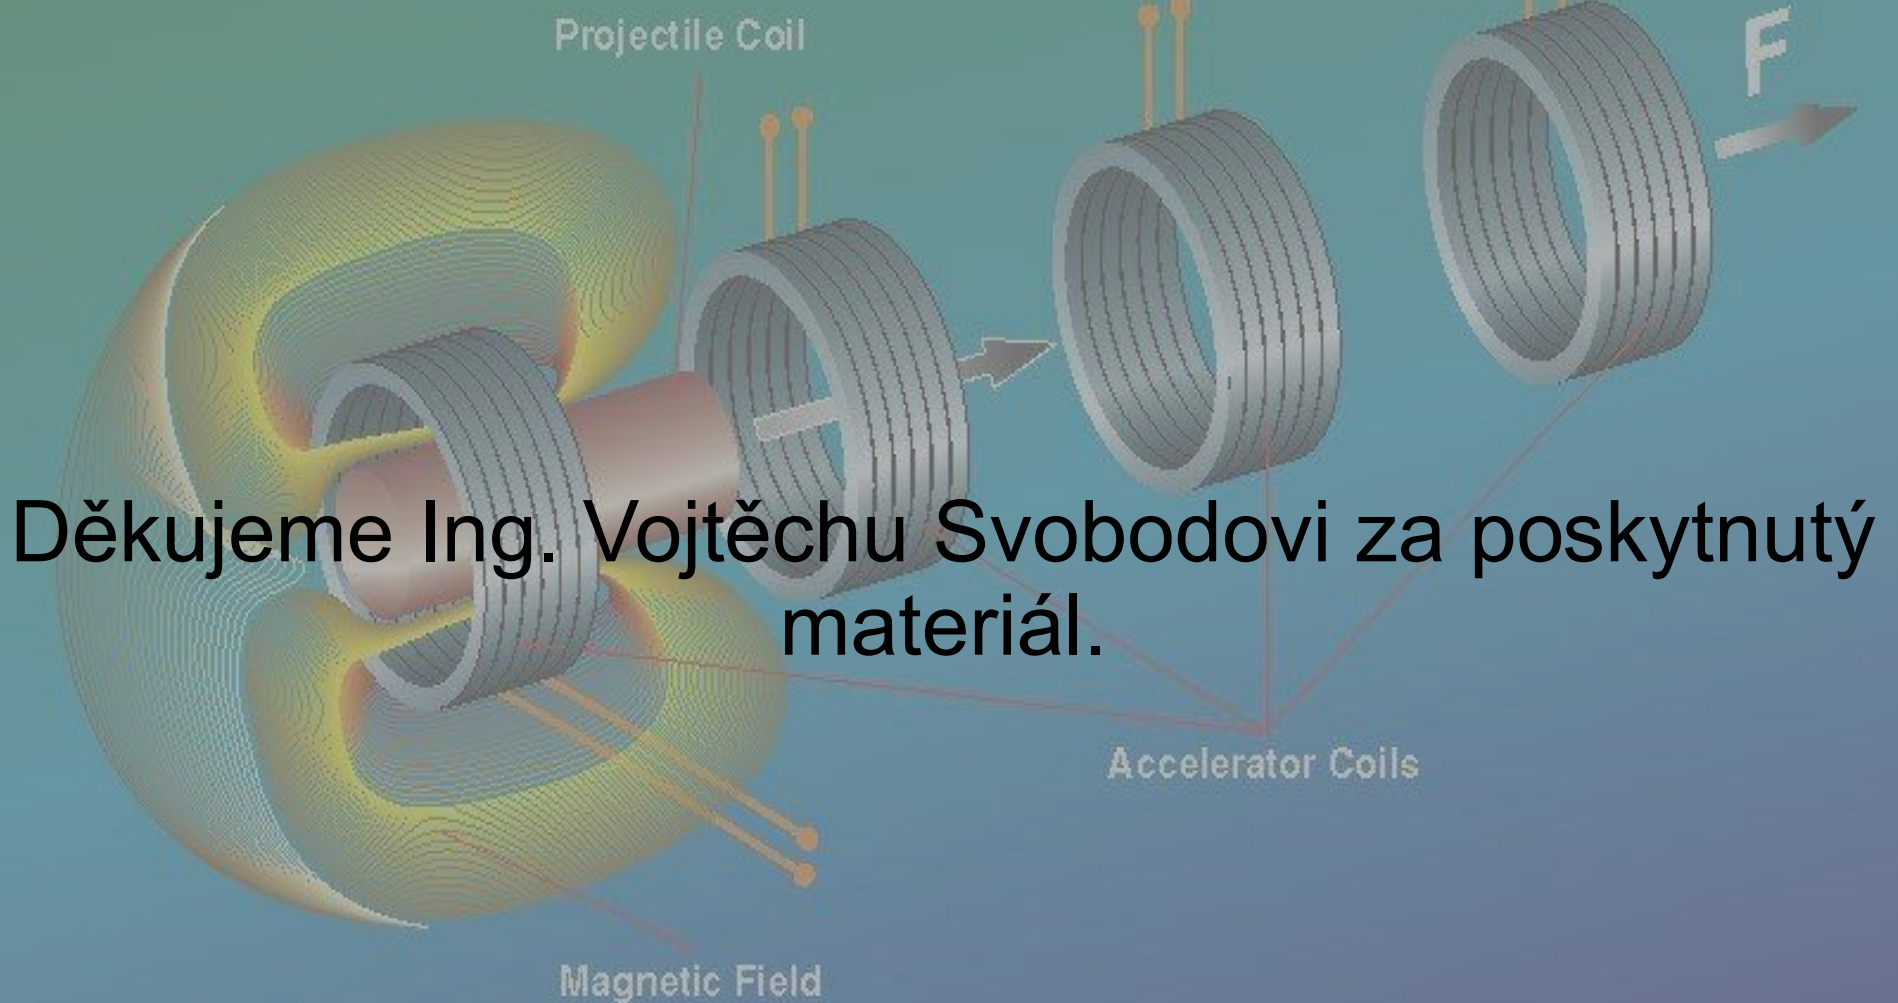 Projectile Coil
F
Děkujeme Ing. Vojtěchu Svobodovi za poskytnutý
materiál.
Accelerator Coils
Magnetic Field